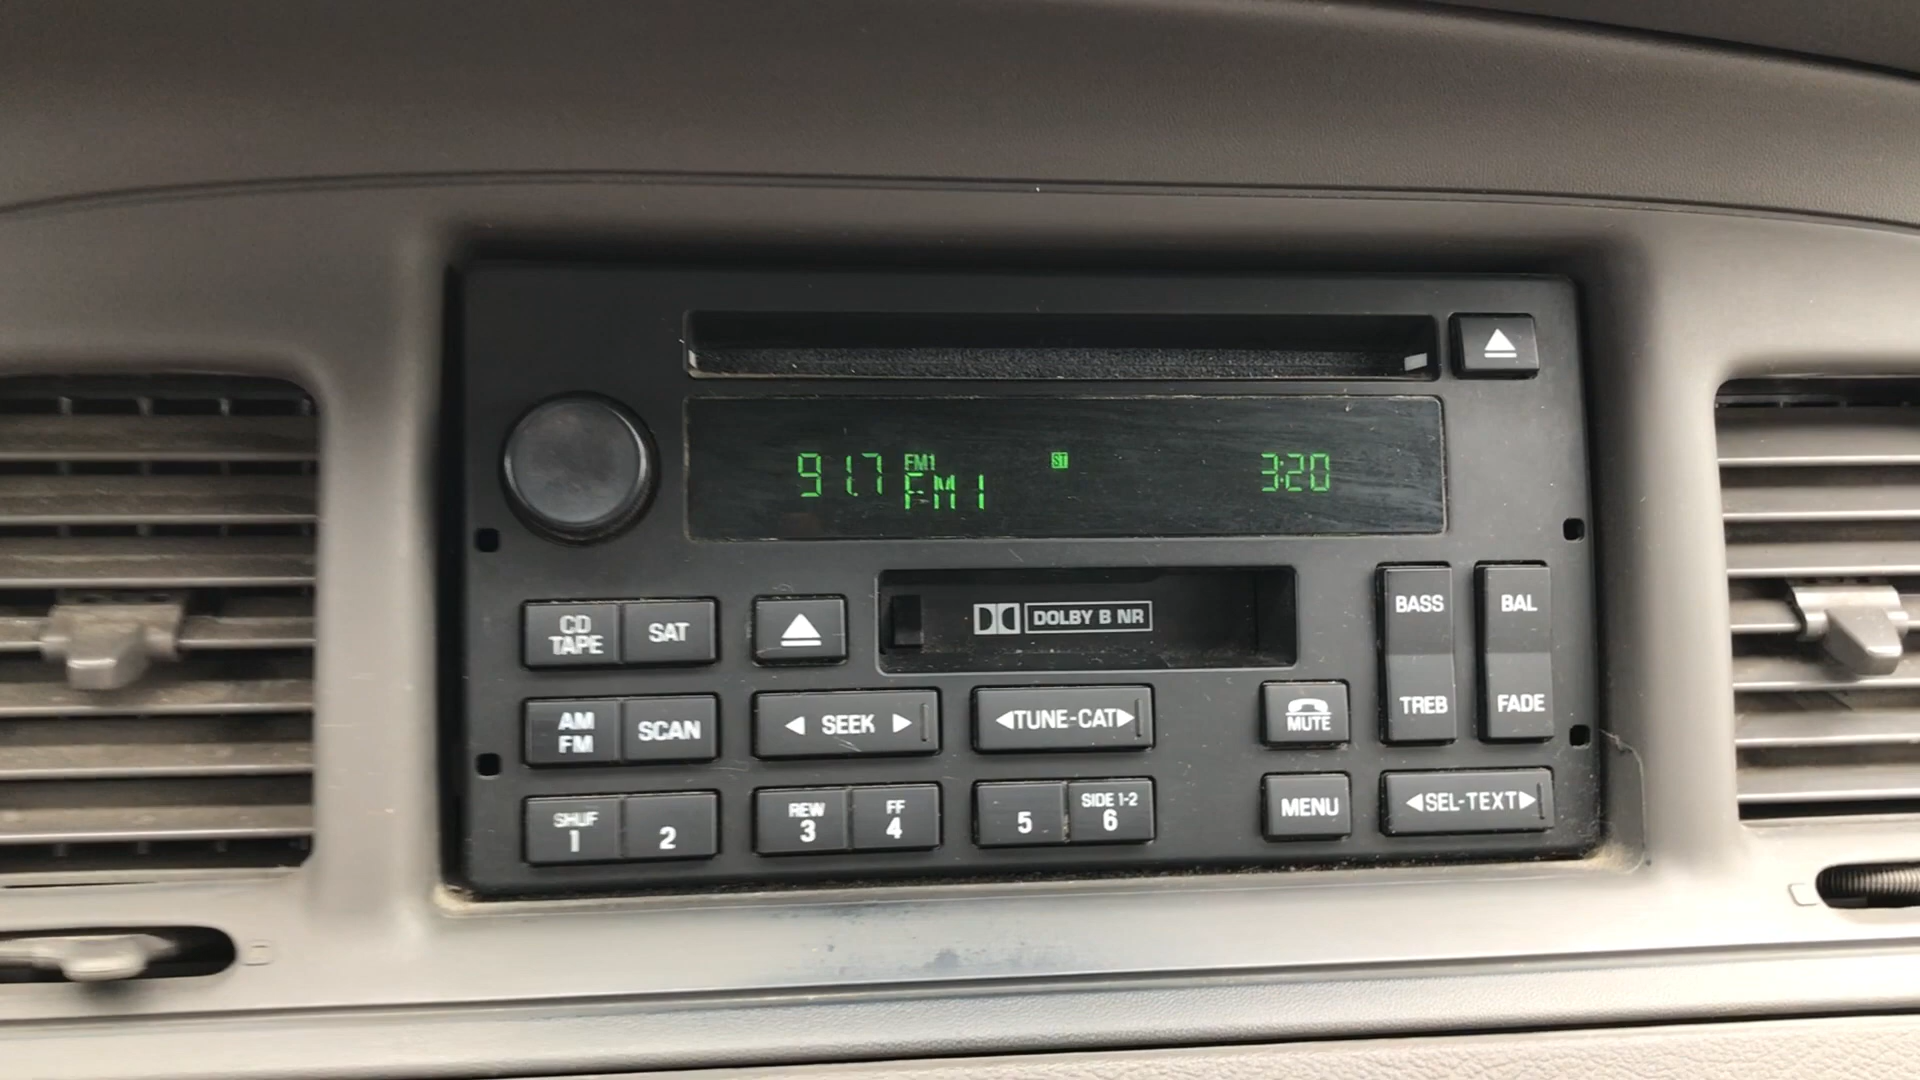 91.7 FM1 ST 3:20
FM1
DOLBY B NR
CD
TAPE
SAT
BASS
BAL
AM
FM
SCAN
SEEK
TUNE-CAT
MUTE
TREB
FADE
SHUF
1
2
REW
3
FF
4
5
SIDE 1-2
6
MENU
SEL-TEXT